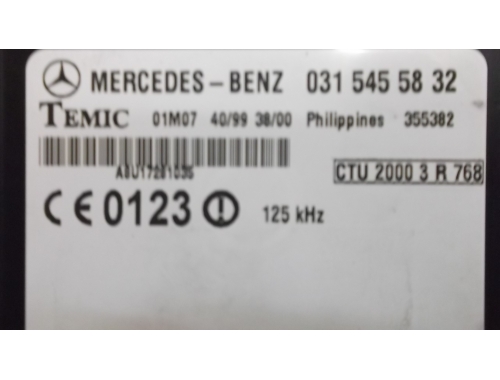 MERCEDES-BENZ 031 545 58 32
TEMIC 01M07 40/99 38/00 Philippines 355382
CTU 2000 3 R 768
CE 0123 125 kHz